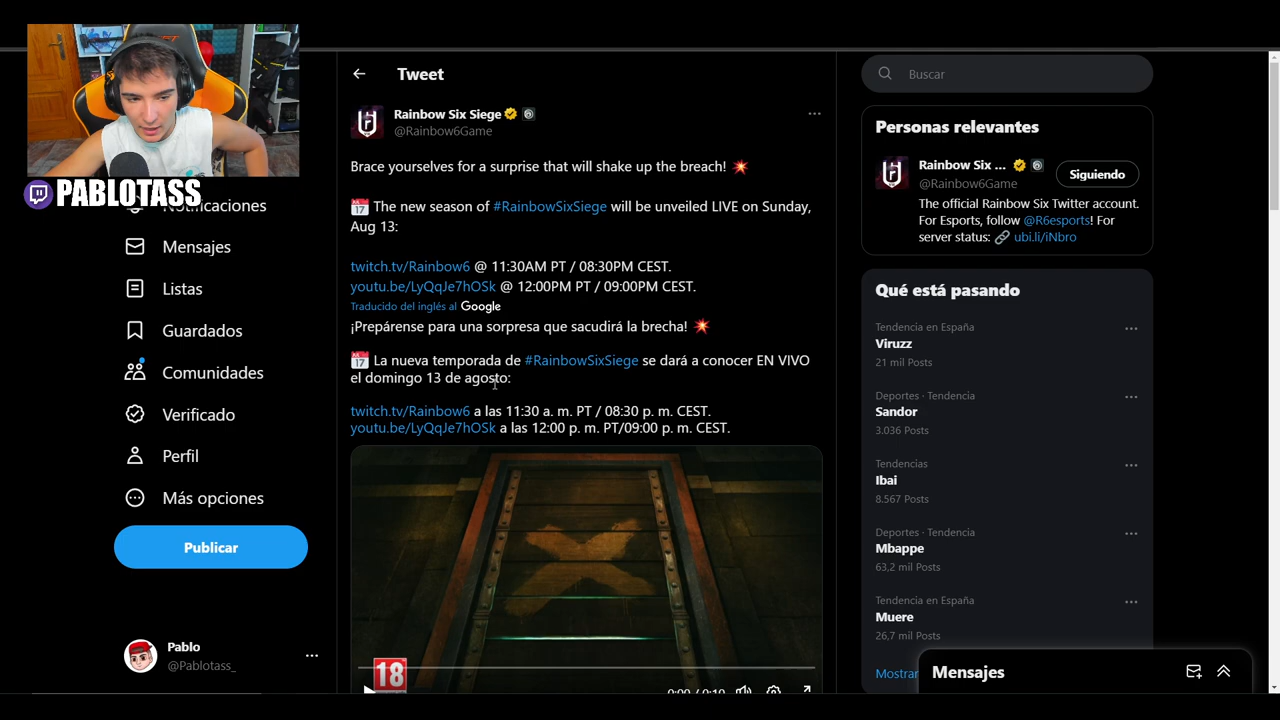 PABLOTASS
Notificaciones
Mensajes
Listas
Guardados
Comunidades
Verificado
Perfil
Más opciones
Publicar
Pablo
@Pablotass_
Tweet
Rainbow Six Siege
@Rainbow6Game
Brace yourselves for a surprise that will shake up the breach! 💥
📅 The new season of #RainbowSixSiege will be unveiled LIVE on Sunday,
Aug 13:
twitch.tv/Rainbow6 @ 11:30AM PT / 08:30PM CEST.
youtu.be/LyQqJe7hOSk @ 12:00PM PT / 09:00PM CEST.
Traducido del inglés al Google
¡Prepárense para una sorpresa que sacudirá la brecha! 💥
📅 La nueva temporada de #RainbowSixSiege se dará a conocer EN VIVO
el domingo 13 de agosto:
twitch.tv/Rainbow6 a las 11:30 a. m. PT / 08:30 p. m. CEST.
youtu.be/LyQqJe7hOSk a las 12:00 p. m. PT/09:00 p. m. CEST.
18
0:00 / 0:19
Buscar
Personas relevantes
Rainbow Six ...
@Rainbow6Game
Siguiendo
The official Rainbow Six Twitter account.
For Esports, follow @R6esports! For
server status: 🔗 ubi.li/iNbro
Qué está pasando
Tendencia en España
Viruzz
21 mil Posts
Deportes · Tendencia
Sandor
3.036 Posts
Tendencias
Ibai
8.567 Posts
Deportes · Tendencia
Mbappe
63,2 mil Posts
Tendencia en España
Muere
26,7 mil Posts
Mostrar
Mensajes